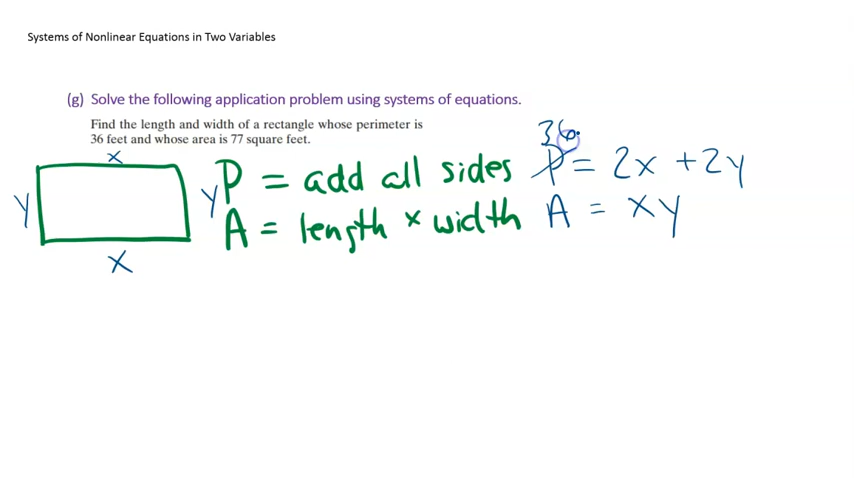 Systems of Nonlinear Equations in Two Variables
(g) Solve the following application problem using systems of equations.
Find the length and width of a rectangle whose perimeter is
36 feet and whose area is 77 square feet.
x
y
y
x
P = add all sides
A = length × width
36
P = 2x + 2y
A = xy